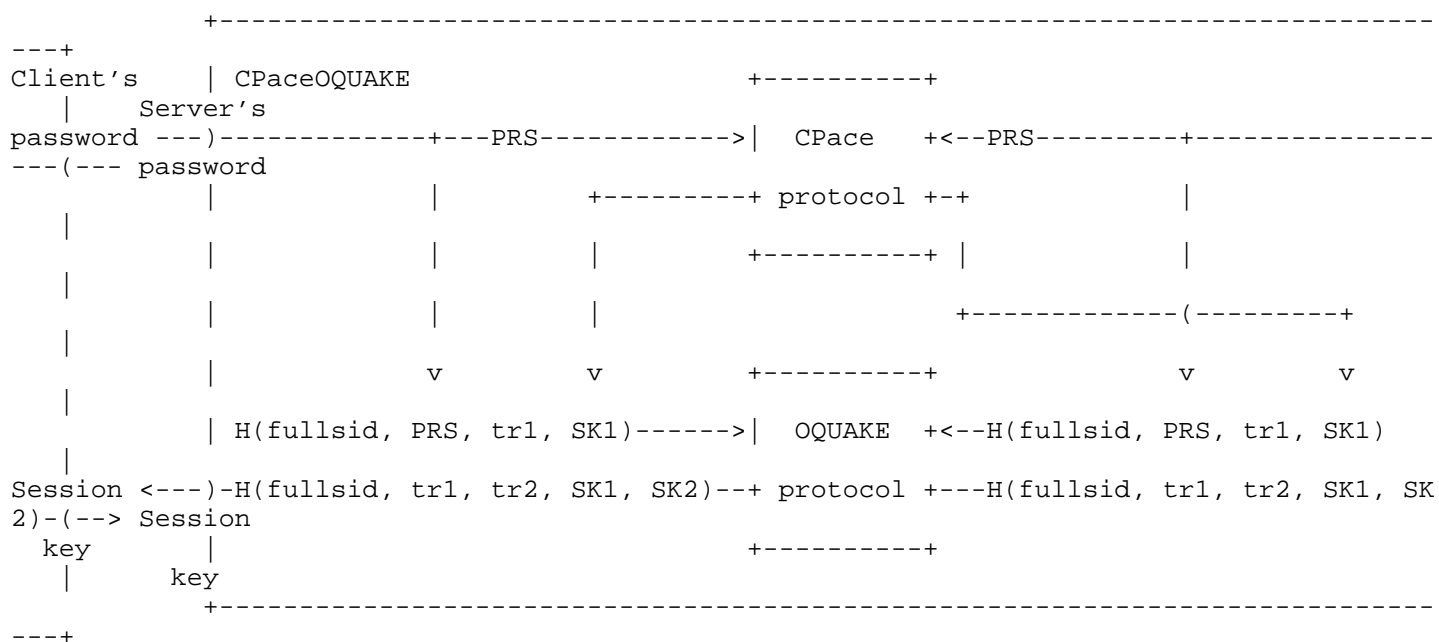 +----------------------------------------------------------------------------
---+
Client's    | CPaceOQUAKE                     +----------+
   |     Server's
password ---)-------------+---PRS------------>|  CPace   +<--PRS---------+---------------
---(--- password
            |             |         +---------+ protocol +-+             |
   |
            |             |         |         +----------+ |             |
   |
            |             |         |                      +-------------(---------+
   |
            |             v         v         +----------+               v         v
   |
            | H(fullsid, PRS, tr1, SK1)------>|  OQUAKE  +<--H(fullsid, PRS, tr1, SK1)
   |
Session <---)-H(fullsid, tr1, tr2, SK1, SK2)--+ protocol +---H(fullsid, tr1, tr2, SK1, SK
2)-(--> Session
  key       |                                 +----------+
   |      key
            +----------------------------------------------------------------------------
---+